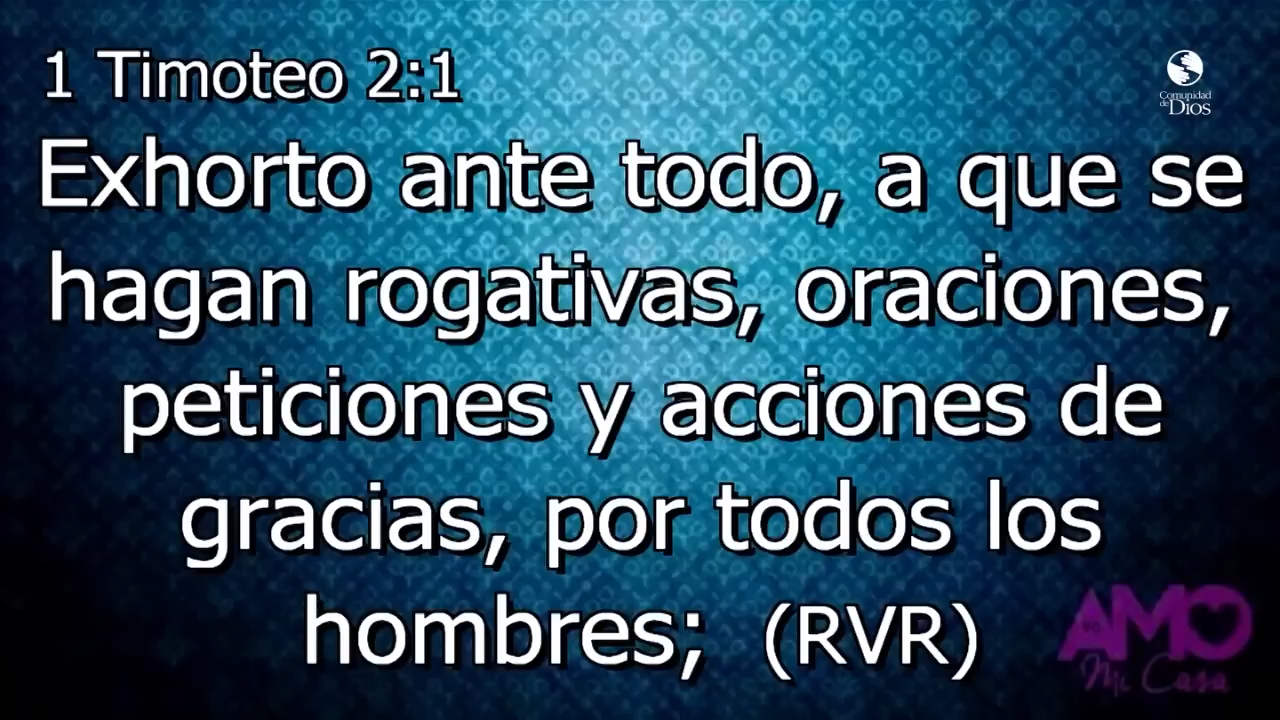 1 Timoteo 2:1
Comunidad
de Dios
Exhorto ante todo, a que se
hagan rogativas, oraciones,
peticiones y acciones de
gracias, por todos los
hombres; (RVR)
AMO
Mi Casa